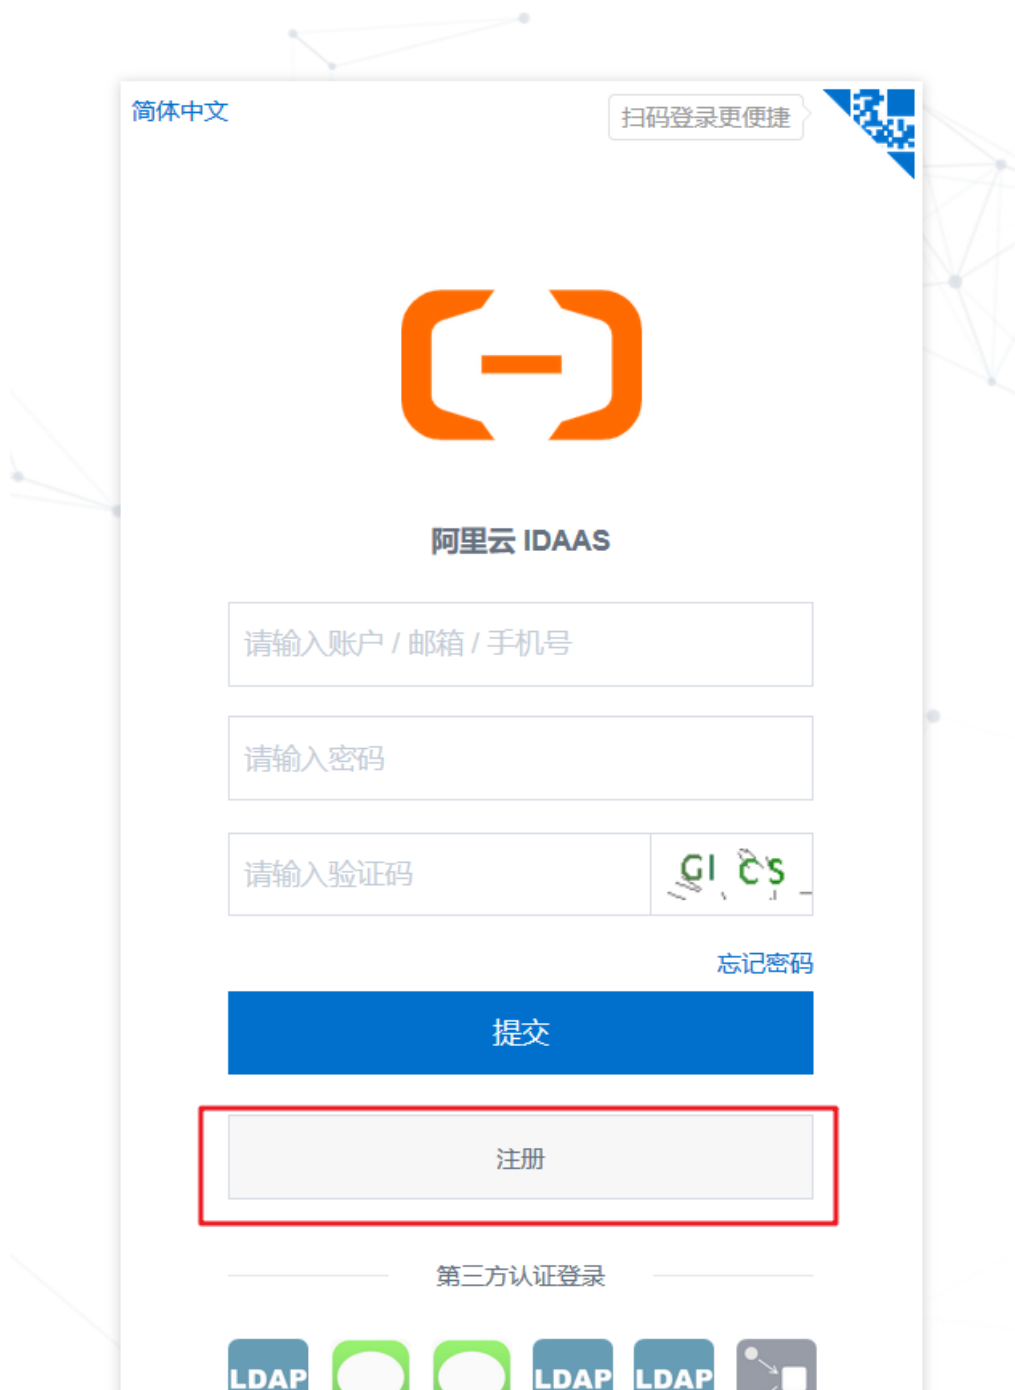 简体中文
扫码登录更便捷
阿里云 IDAAS
请输入账户 / 邮箱 / 手机号
请输入密码
请输入验证码
GI CS
忘记密码
提交
注册
第三方认证登录
LDAP LDAP LDAP